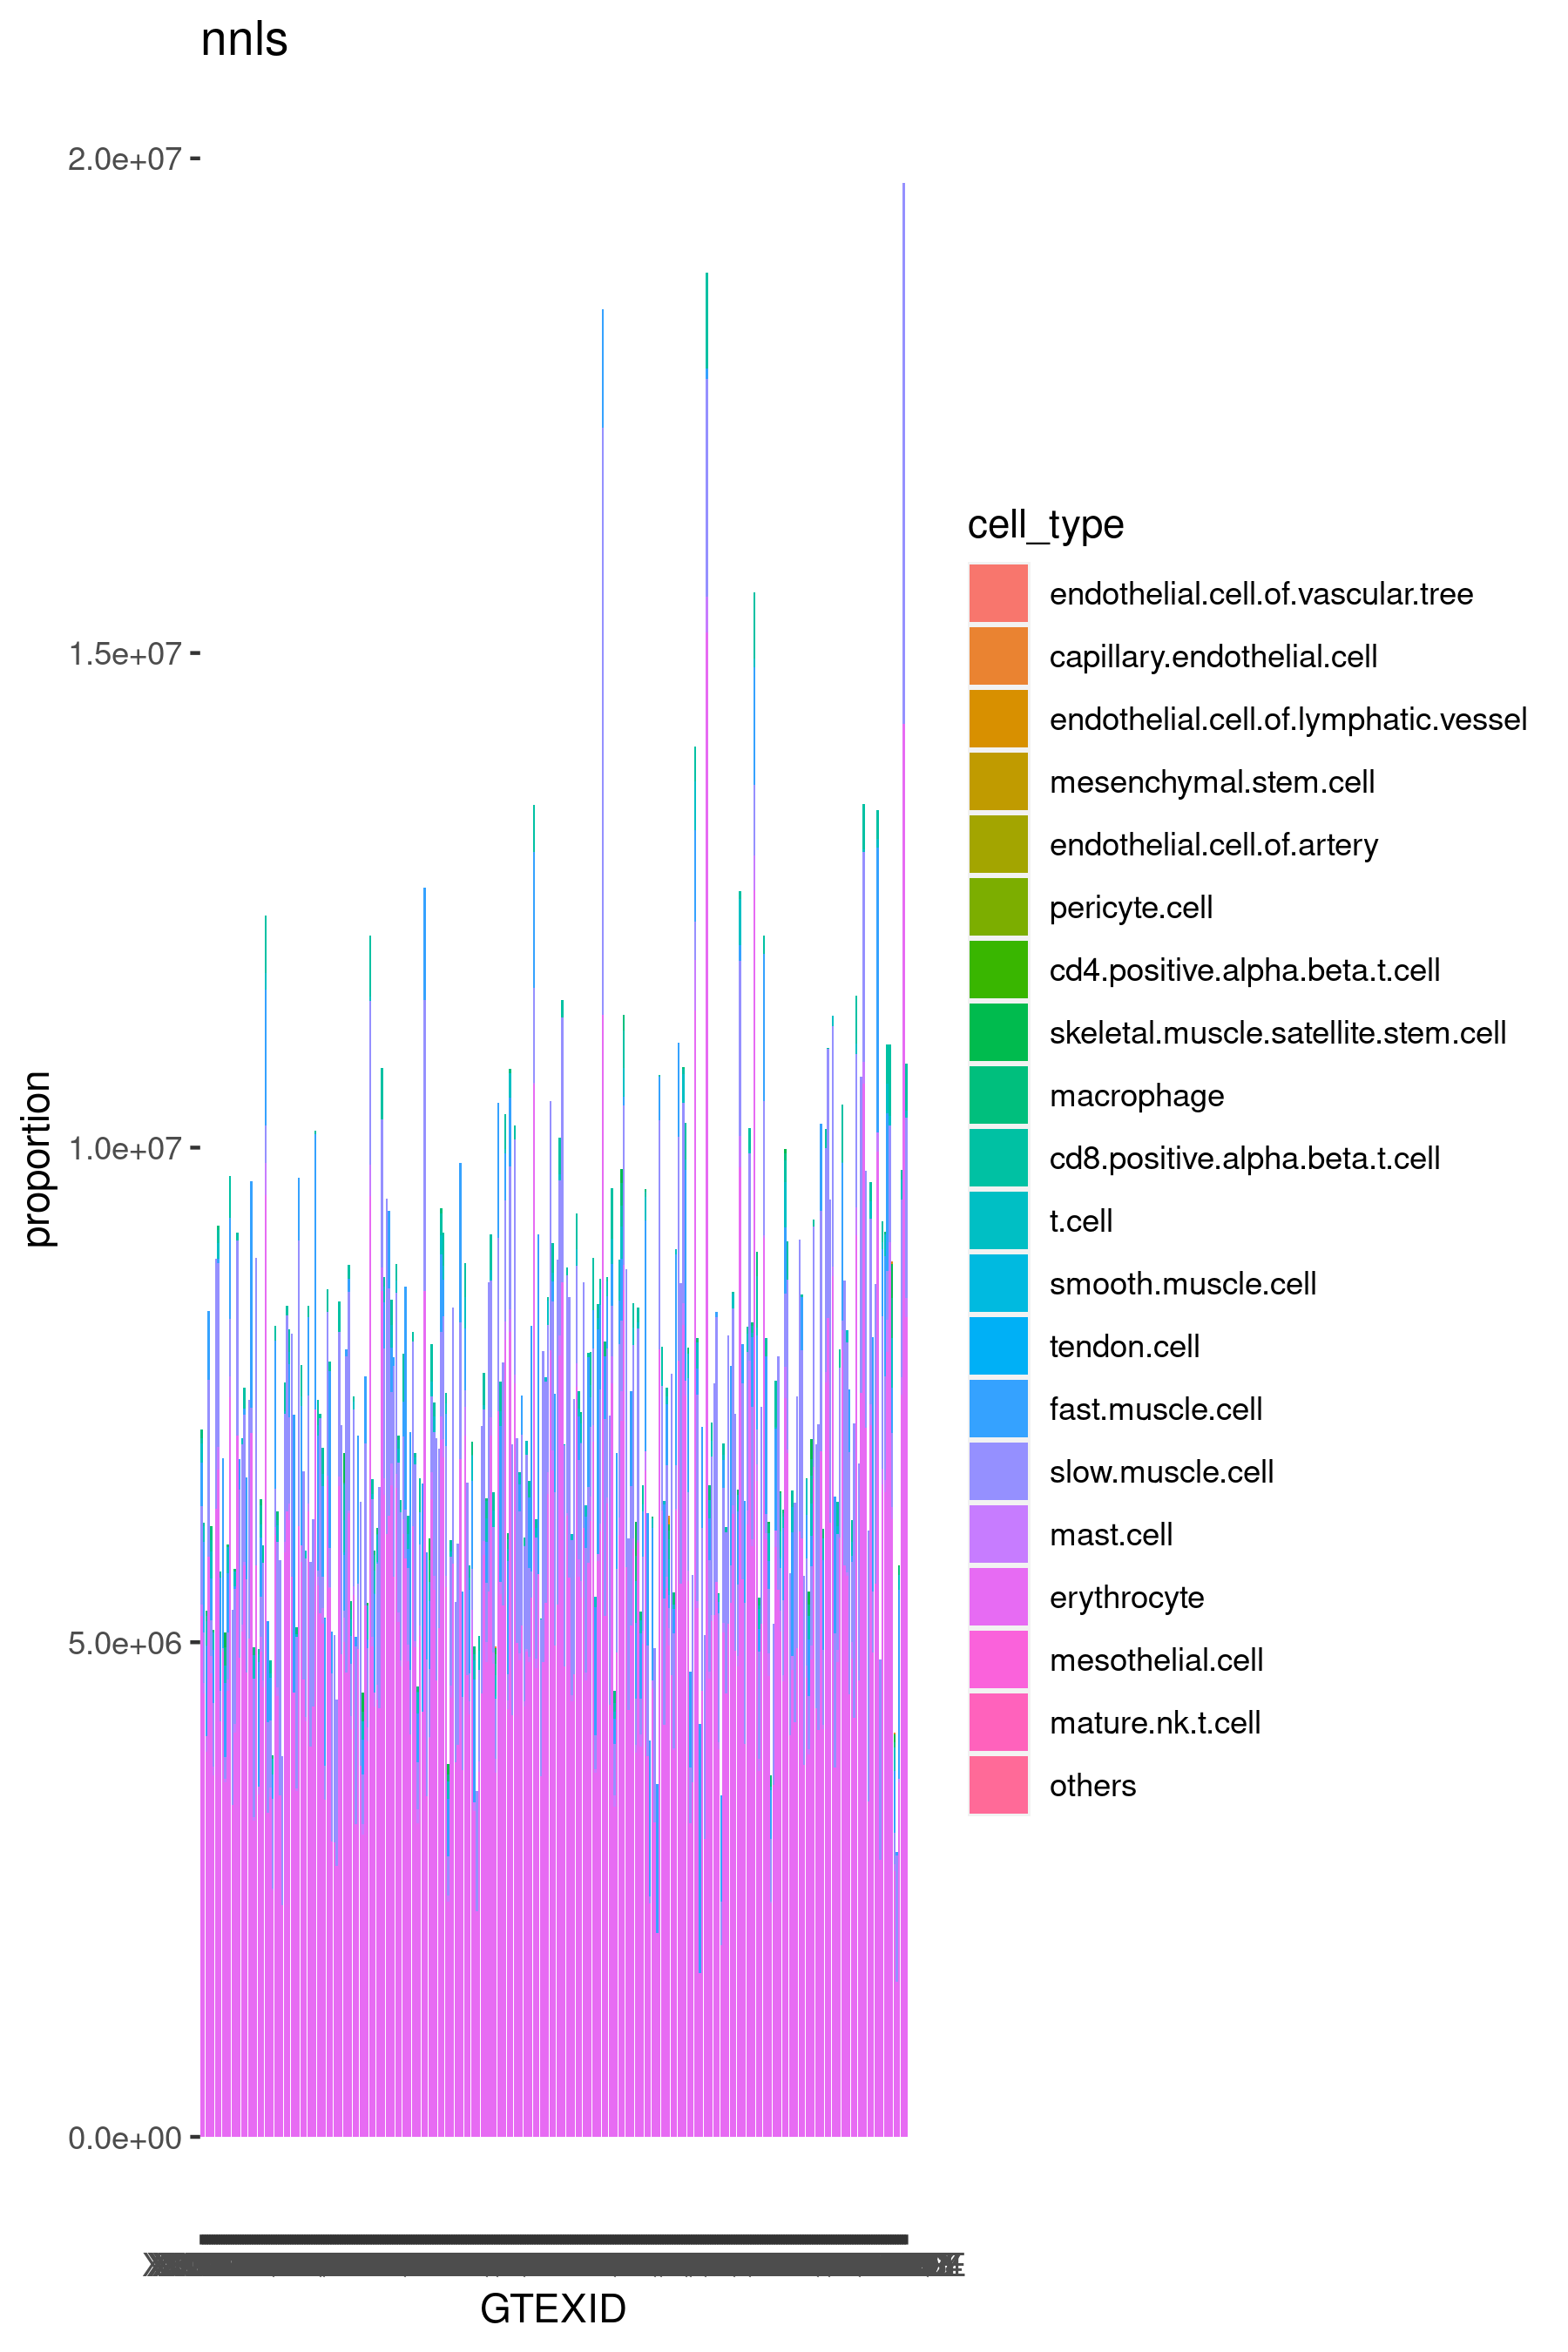 nnls
2.0e+07
1.5e+07
1.0e+07
5.0e+06
0.0e+00
proportion
GTEXID
cell_type
endothelial.cell.of.vascular.tree
capillary.endothelial.cell
endothelial.cell.of.lymphatic.vessel
mesenchymal.stem.cell
endothelial.cell.of.artery
pericyte.cell
cd4.positive.alpha.beta.t.cell
skeletal.muscle.satellite.stem.cell
macrophage
cd8.positive.alpha.beta.t.cell
t.cell
smooth.muscle.cell
tendon.cell
fast.muscle.cell
slow.muscle.cell
mast.cell
erythrocyte
mesothelial.cell
mature.nk.t.cell
others